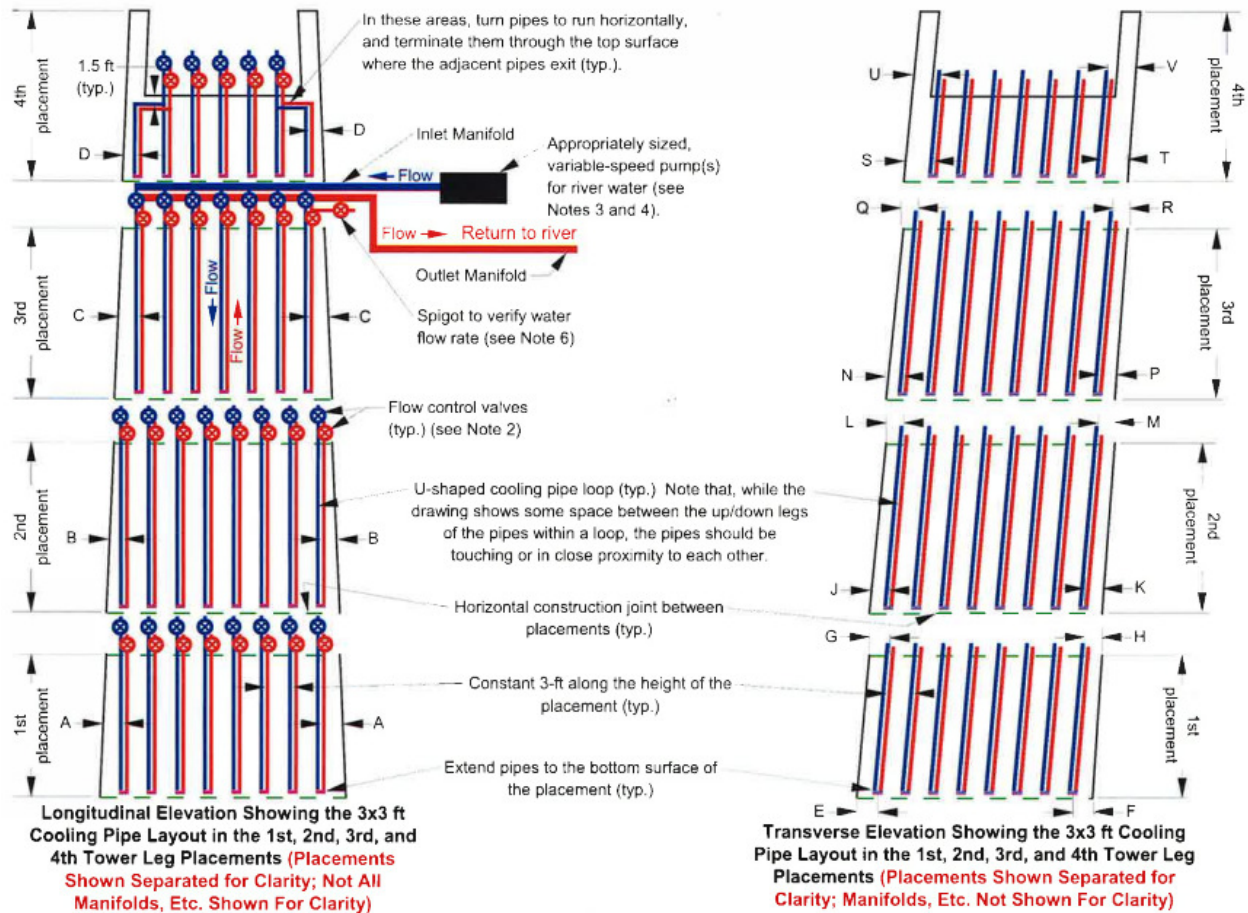 In these areas, turn pipes to run horizontally,
and terminate them through the top surface
where the adjacent pipes exit (typ.).
4th
placement
1.5 ft
(typ.)
D
D
Inlet Manifold
Flow
Appropriately sized,
variable-speed pump(s)
for river water (see
Notes 3 and 4).
Flow
Return to river
Outlet Manifold
3rd
placement
C
C
Flow
Flow
Spigot to verify water
flow rate (see Note 6)
Flow control valves
(typ.) (see Note 2)
2nd
placement
B
B
U-shaped cooling pipe loop (typ.) Note that, while the
drawing shows some space between the up/down legs
of the pipes within a loop, the pipes should be
touching or in close proximity to each other.
Horizontal construction joint between
placements (typ.)
1st
placement
A
A
Constant 3-ft along the height of the
placement (typ.)
Extend pipes to the bottom surface of
the placement (typ.)
Longitudinal Elevation Showing the 3x3 ft
Cooling Pipe Layout in the 1st, 2nd, 3rd, and
4th Tower Leg Placements (Placements
Shown Separated for Clarity; Not All
Manifolds, Etc. Shown For Clarity)
U
V
4th
placement
S
T
Q
R
3rd
placement
N
P
L
M
2nd
placement
J
K
G
H
1st
placement
E
F
Transverse Elevation Showing the 3x3 ft Cooling
Pipe Layout in the 1st, 2nd, 3rd, and 4th Tower Leg
Placements (Placements Shown Separated for
Clarity; Manifolds, Etc. Not Shown For Clarity)